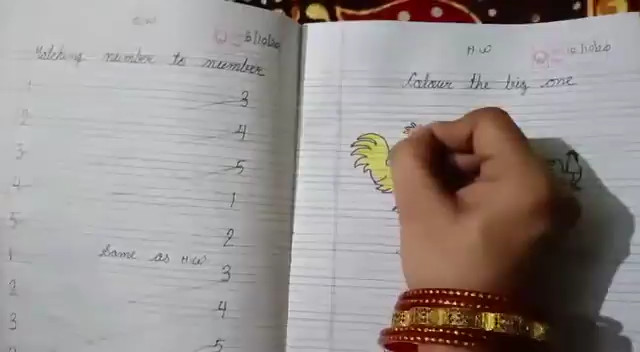 C.W
Matching number to number
1 3
2 4
3 5
4 1
5 2
Same as H.W
1 3
2 4
3 5
H.W
Colour the big one